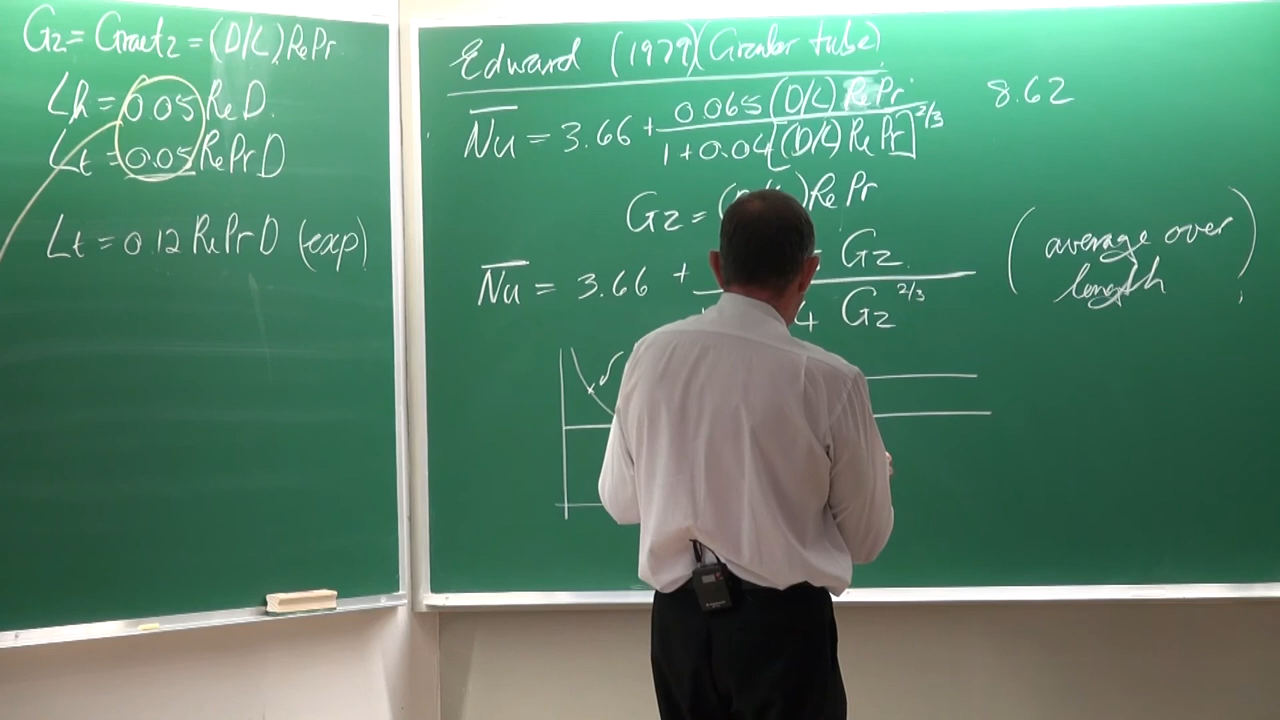 Gz = Graetz = (D/L) Re Pr
Lh = 0.05 Re D.
Lt = 0.05 Re Pr D
Lt = 0.12 Re Pr D (exp)
Edward (1979) (Circular tube)
Nu = 3.66 + 0.065 (D/L) Re Pr / 1 + 0.04 [(D/L) Re Pr]^2/3 8.62
Gz = ( )Re Pr
Nu = 3.66 + Gz / 4 Gz^2/3 (average over length)